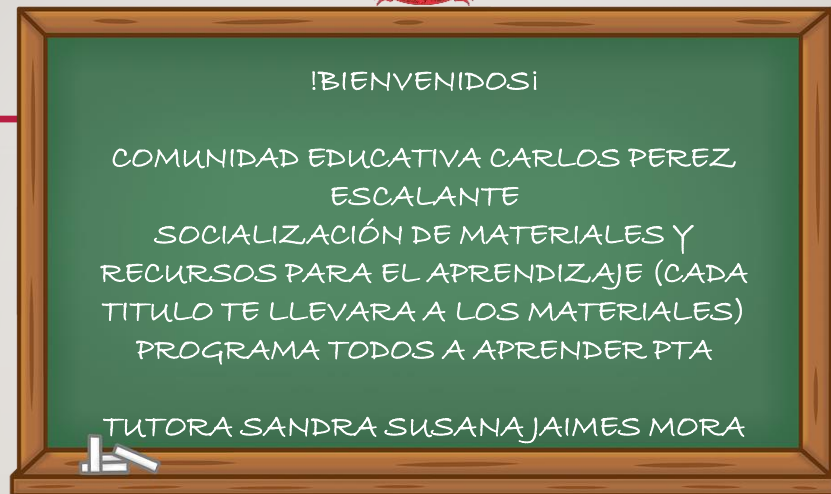 !BIENVENIDOS¡
COMUNIDAD EDUCATIVA CARLOS PEREZ
ESCALANTE
SOCIALIZACIÓN DE MATERIALES Y
RECURSOS PARA EL APRENDIZAJE (CADA
TITULO TE LLEVARA A LOS MATERIALES)
PROGRAMA TODOS A APRENDER PTA
TUTORA SANDRA SUSANA JAIMES MORA